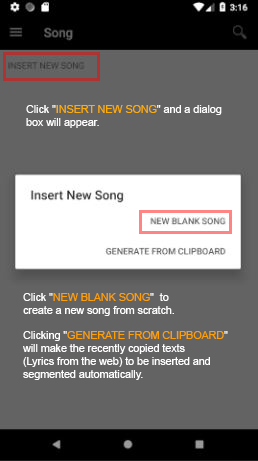 3:16
Song
INSERT NEW SONG
Click "INSERT NEW SONG" and a dialog
box will appear.
Insert New Song
NEW BLANK SONG
GENERATE FROM CLIPBOARD
Click "NEW BLANK SONG" to
create a new song from scratch.
Clicking "GENERATE FROM CLIPBOARD"
will make the recently copied texts
(Lyrics from the web) to be inserted and
segmented automatically.